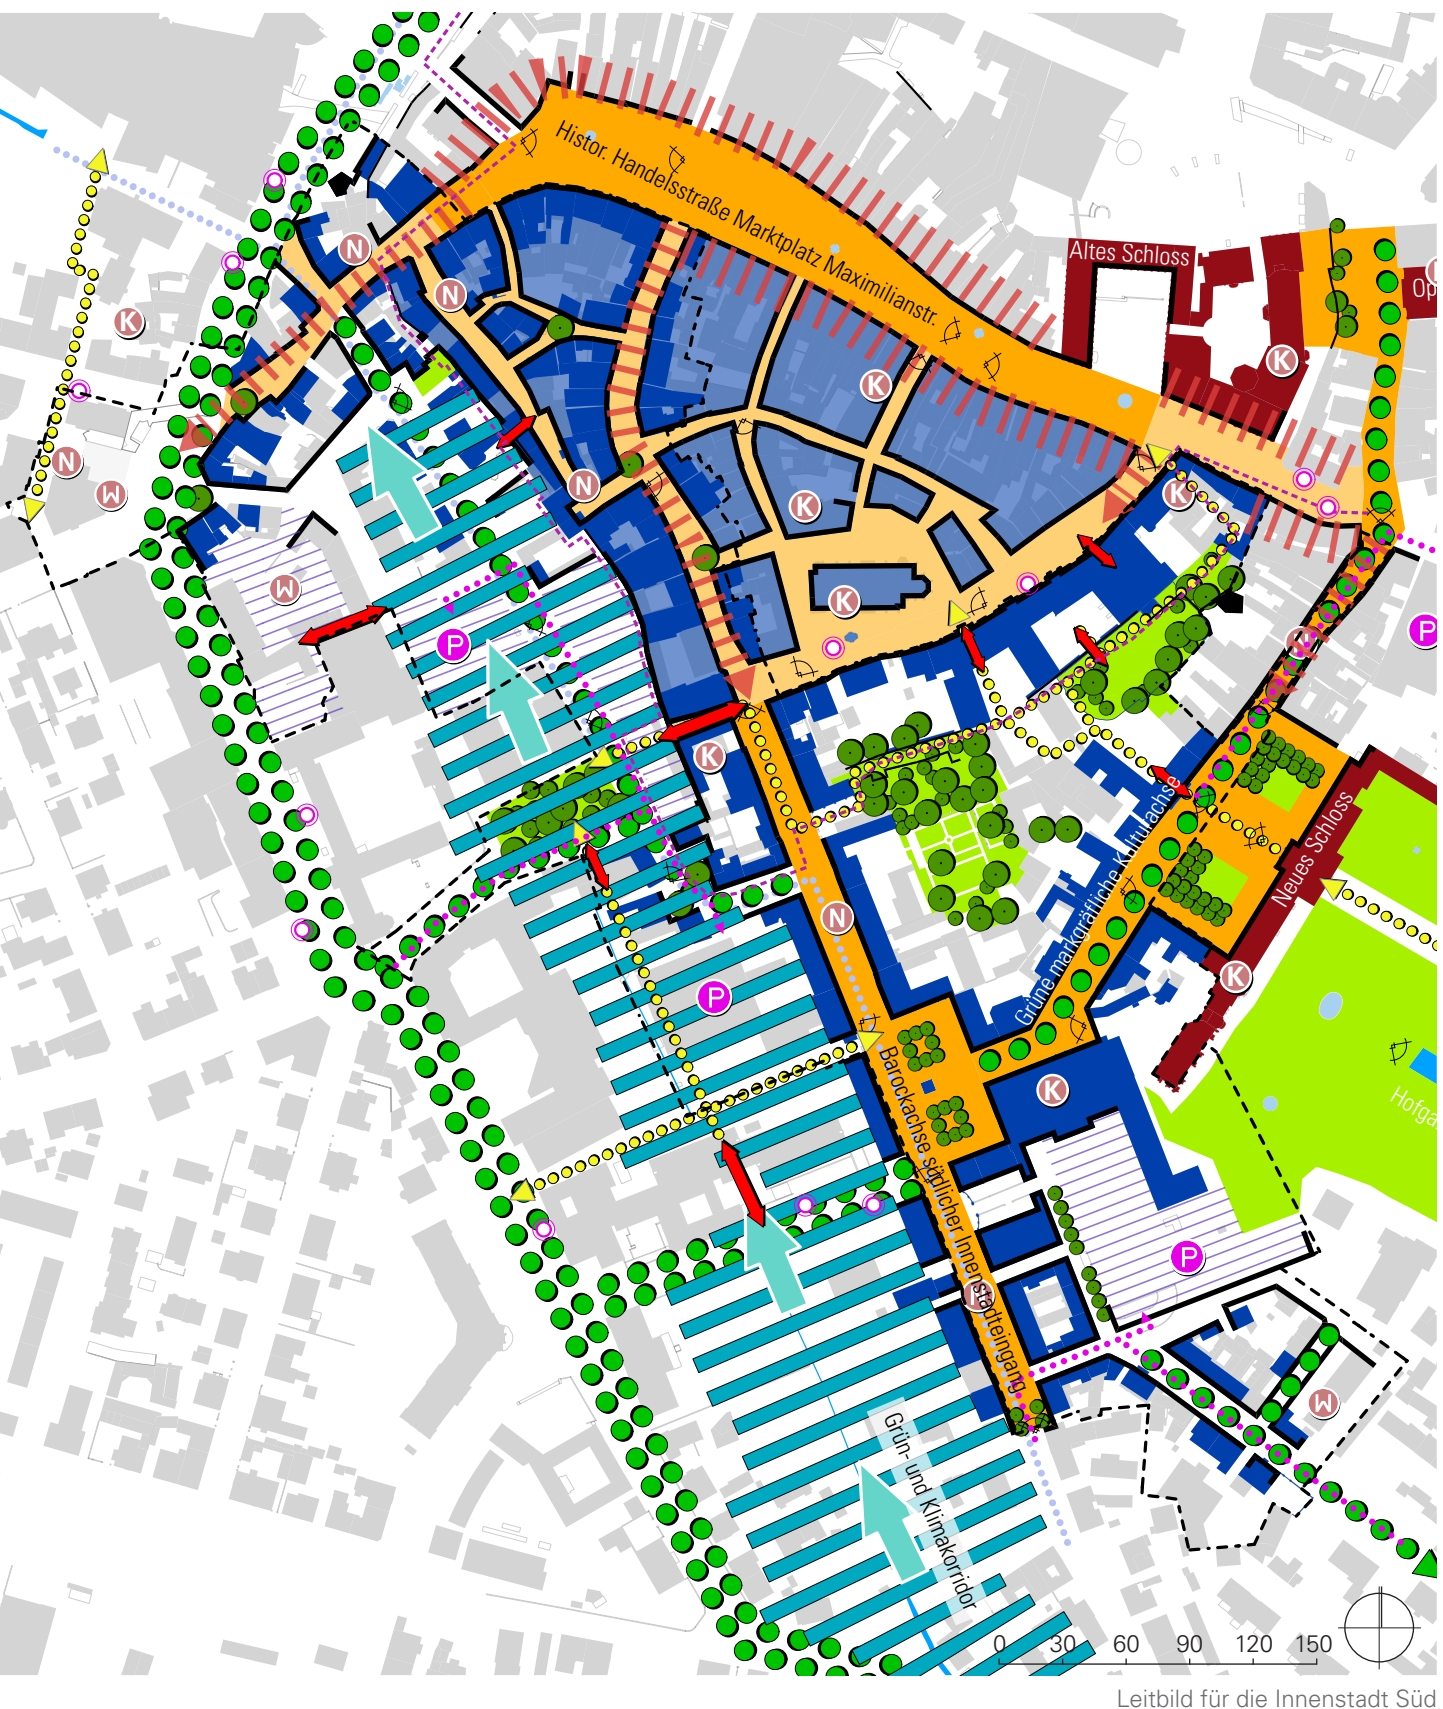 Histor. Handelsstraße Marktplatz Maximilianstr.
Altes Schloss
Op
N
N
K
K
K
N
W
N
K
K
W
K
P
P
K
Neues Schloss
Grüne markgräfliche Kulturachse
N
K
P
K
Hofga
Barockachse südlicher Innenstadteingang
P
W
Grün- und Klimakorridor
0 30 60 90 120 150
Leitbild für die Innenstadt Süd